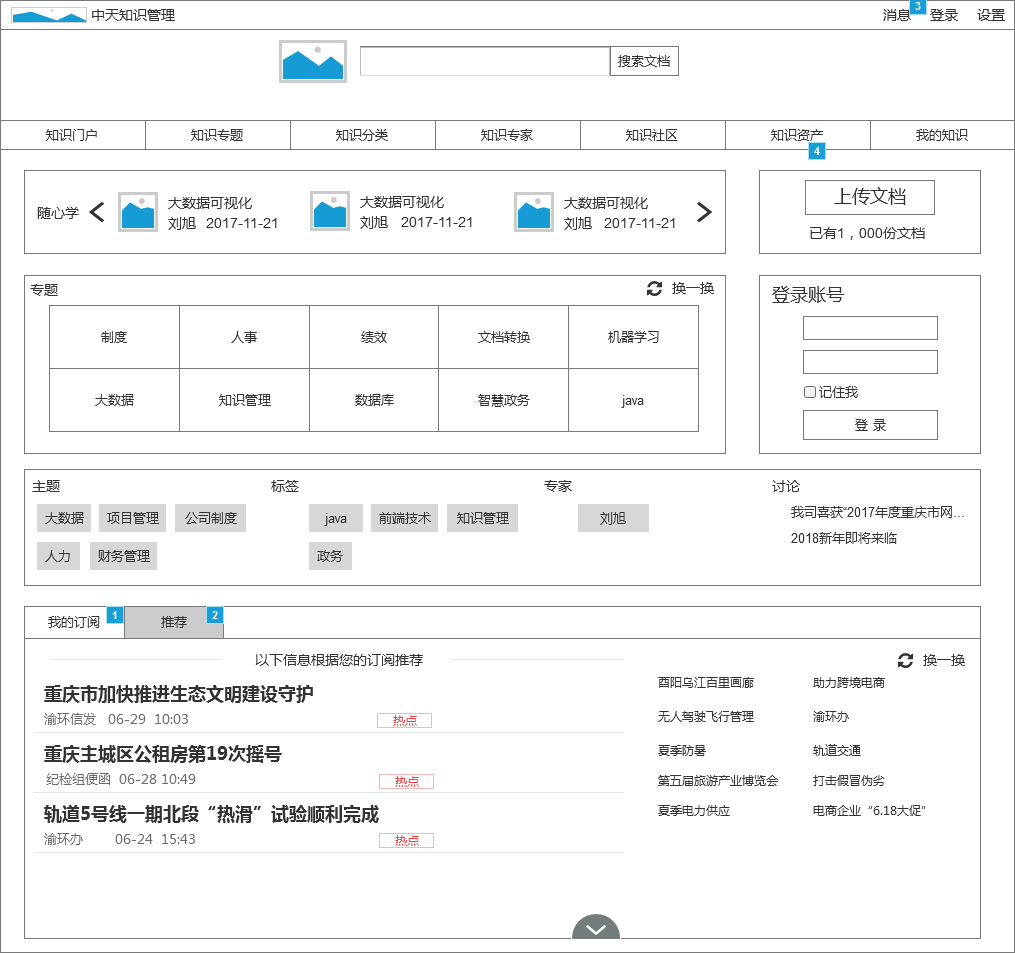 中天知识管理
消息 3 登录 设置
搜索文档
知识门户 知识专题 知识分类 知识专家 知识社区 知识资产 我的知识
4
随心学
大数据可视化
刘旭 2017-11-21
大数据可视化
刘旭 2017-11-21
大数据可视化
刘旭 2017-11-21
上传文档
已有1，000份文档
专题 换一换
制度 人事 绩效 文档转换 机器学习
大数据 知识管理 数据库 智慧政务 java
登录账号
记住我
登 录
主题
大数据 项目管理 公司制度
人力 财务管理
标签
java 前端技术 知识管理
政务
专家
刘旭
讨论
我司喜获“2017年度重庆市网...
2018新年即将来临
我的订阅 1 推荐 2
以下信息根据您的订阅推荐
重庆市加快推进生态文明建设守护
渝环信发 06-29 10:03 热点
重庆主城区公租房第19次摇号
纪检组便函 06-28 10:49 热点
轨道5号线一期北段“热滑”试验顺利完成
渝环办 06-24 15:43 热点
换一换
酉阳乌江百里画廊 助力跨境电商
无人驾驶飞行管理 渝环办
夏季防暑 轨道交通
第五届旅游产业博览会 打击假冒伪劣
夏季电力供应 电商企业“6.18大促”